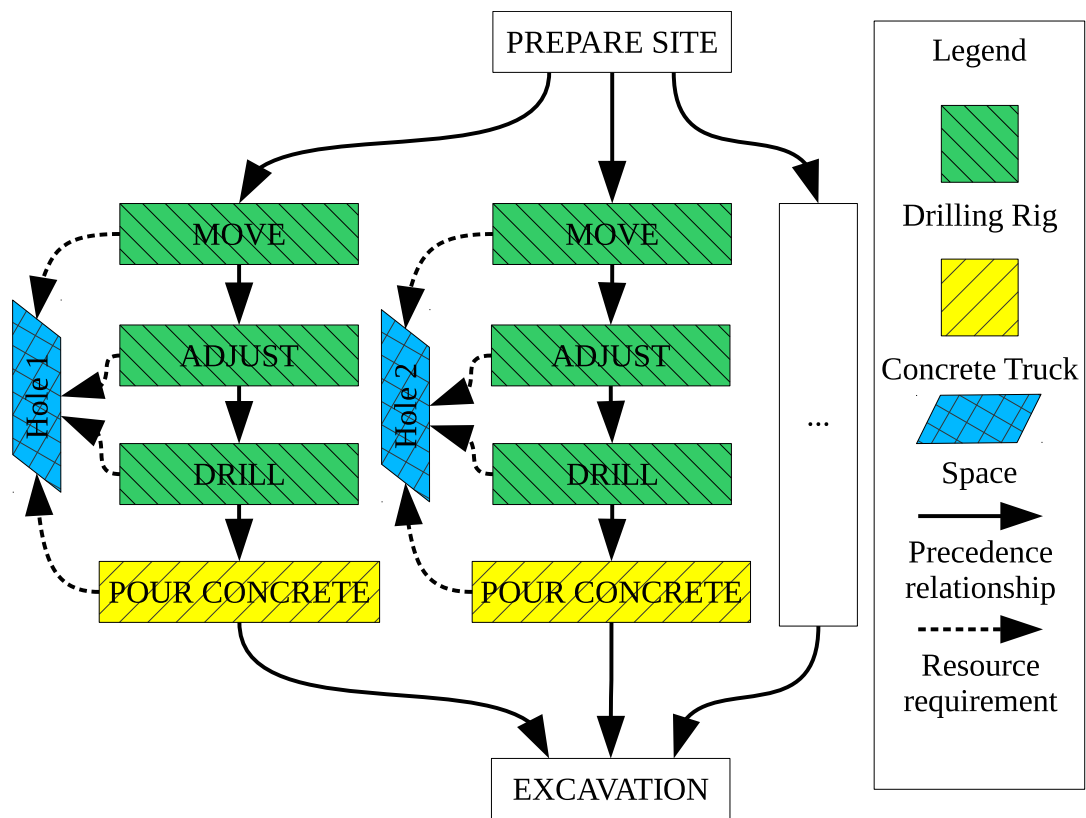 PREPARE SITE
MOVE
MOVE
ADJUST
ADJUST
Hole 1
Hole 2
...
DRILL
DRILL
POUR CONCRETE
POUR CONCRETE
EXCAVATION
Legend
Drilling Rig
Concrete Truck
Space
Precedence
relationship
Resource
requirement